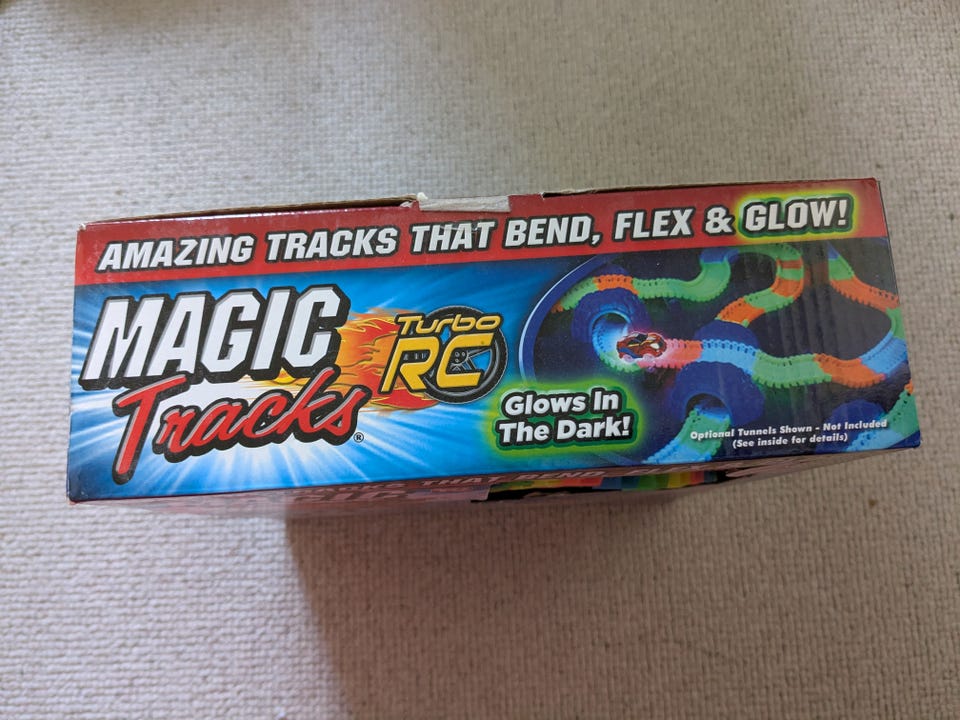 AMAZING TRACKS THAT BEND, FLEX & GLOW!
MAGIC
Tracks®
Turbo
RC
Glows In
The Dark!
Optional Tunnels Shown - Not Included
(See inside for details)